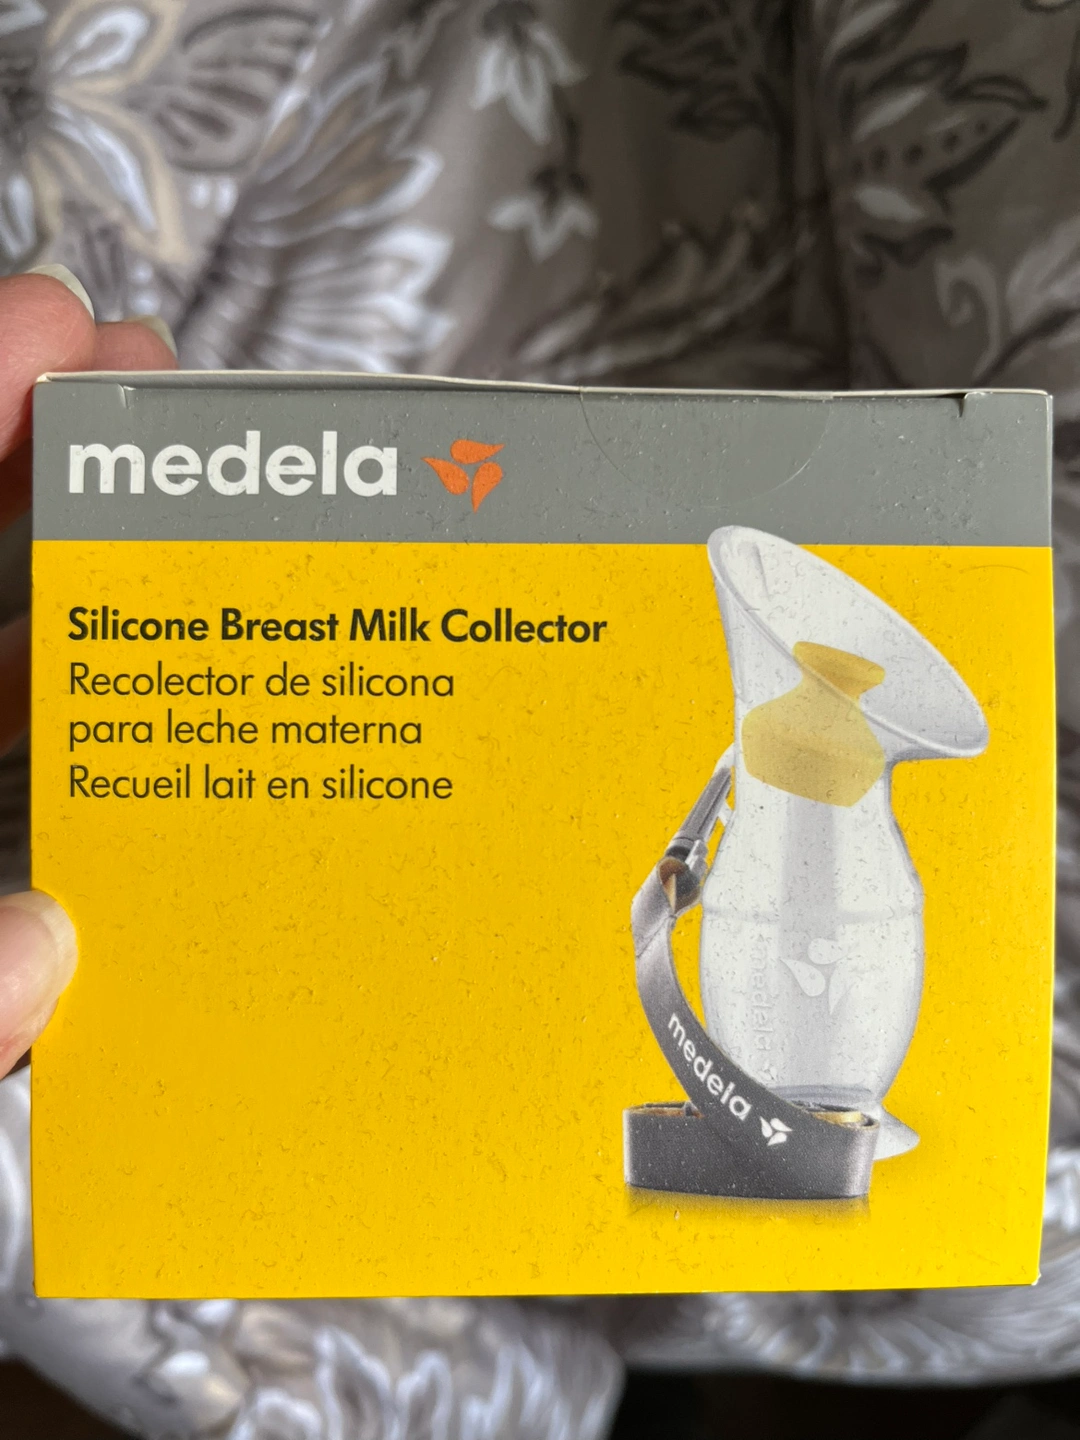 medela
Silicone Breast Milk Collector
Recolector de silicona
para leche materna
Recueil lait en silicone
medela
medela